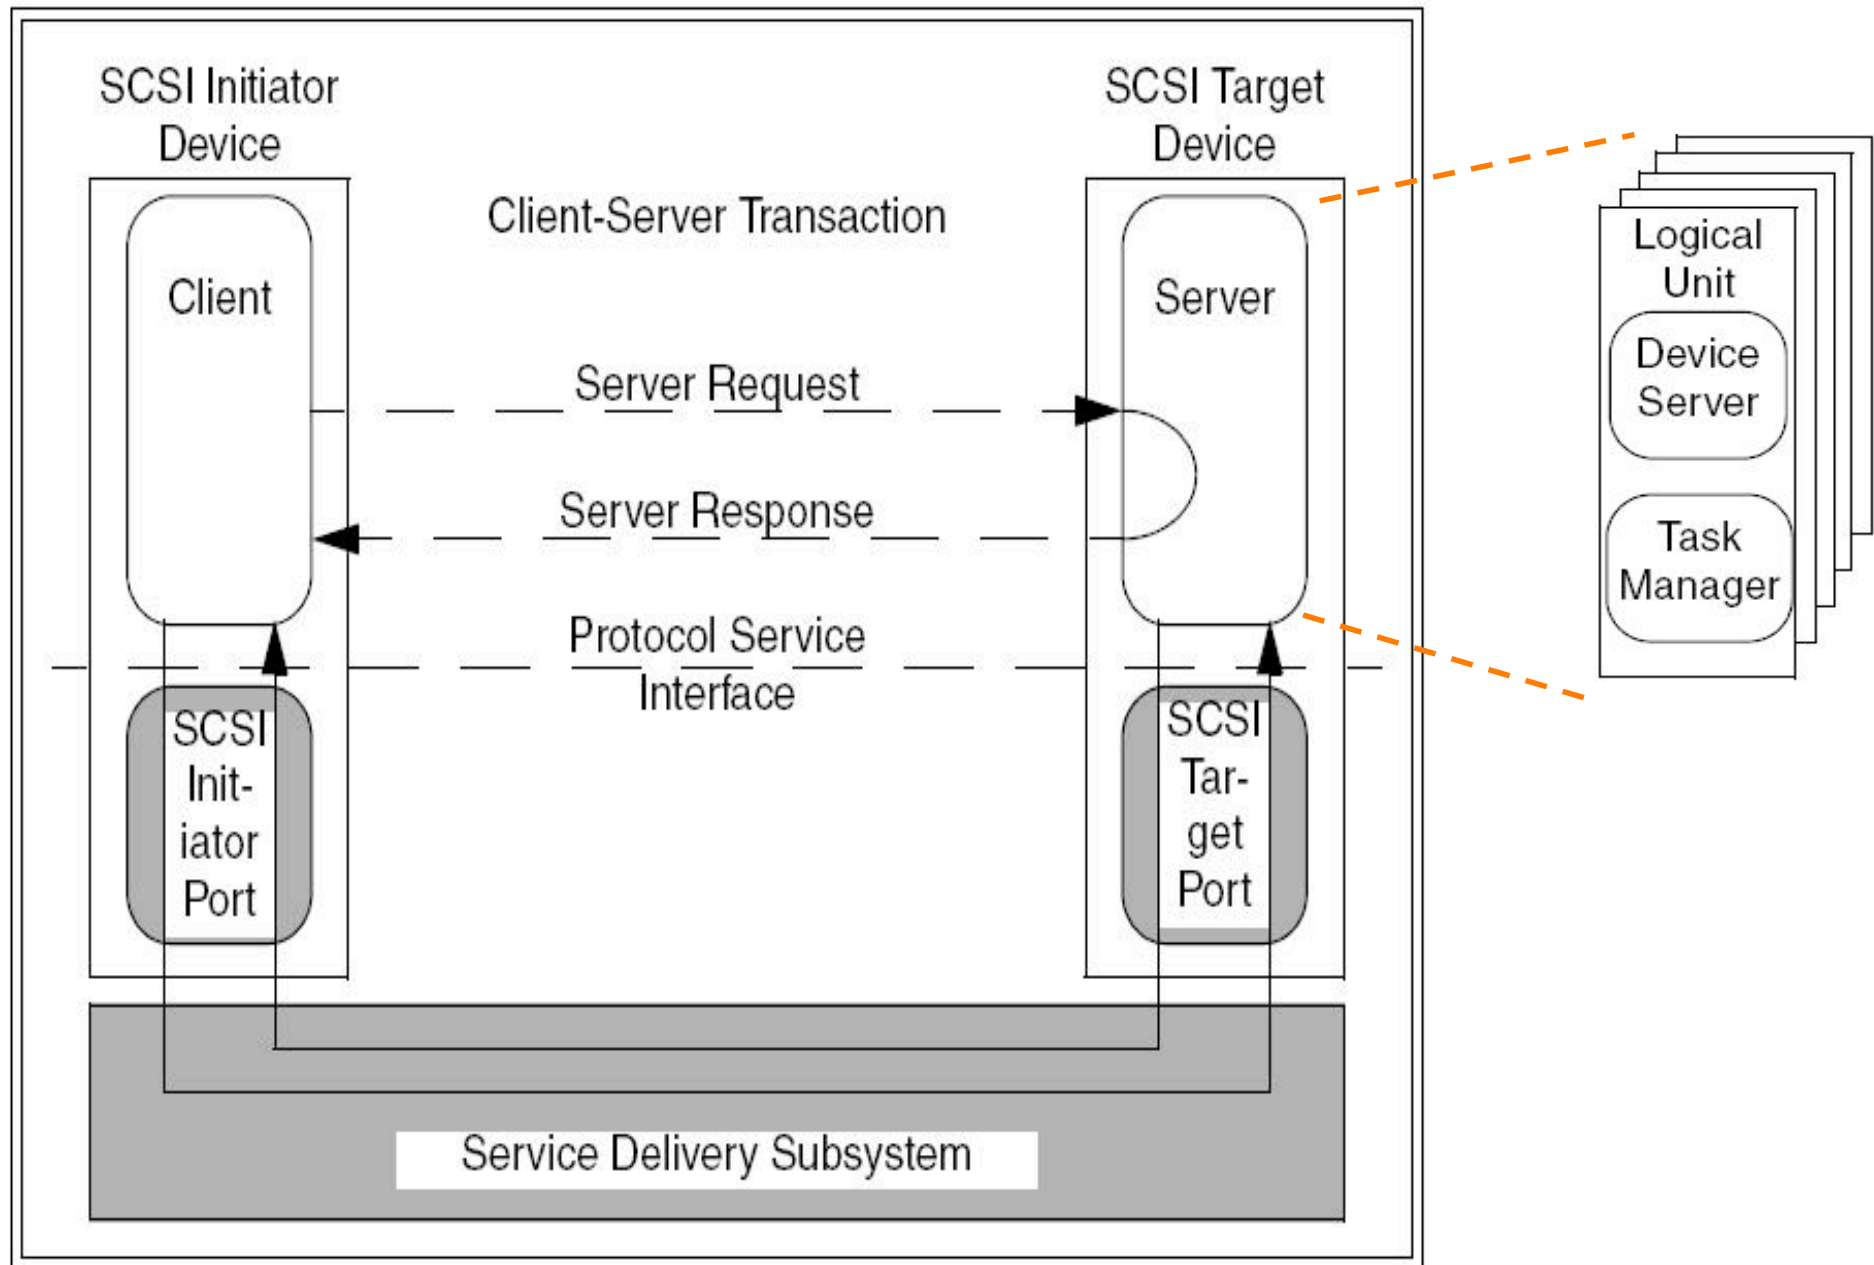 SCSI Initiator
Device
SCSI Target
Device
Client-Server Transaction
Client
Server
Server Request
Server Response
Protocol Service
Interface
SCSI
Init-
iator
Port
SCSI
Tar-
get
Port
Service Delivery Subsystem
Logical
Unit
Device
Server
Task
Manager